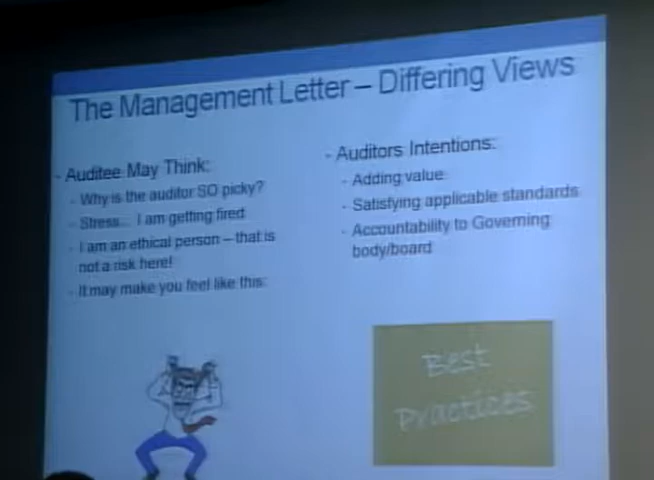 The Management Letter – Differing Views
- Auditee May Think:
- Why is the auditor SO picky?
- Stress... I am getting fired
- I am an ethical person – that is
not a risk here!
- It may make you feel like this:
- Auditors Intentions:
- Adding value
- Satisfying applicable standards
- Accountability to Governing
body/board
Best
Practices